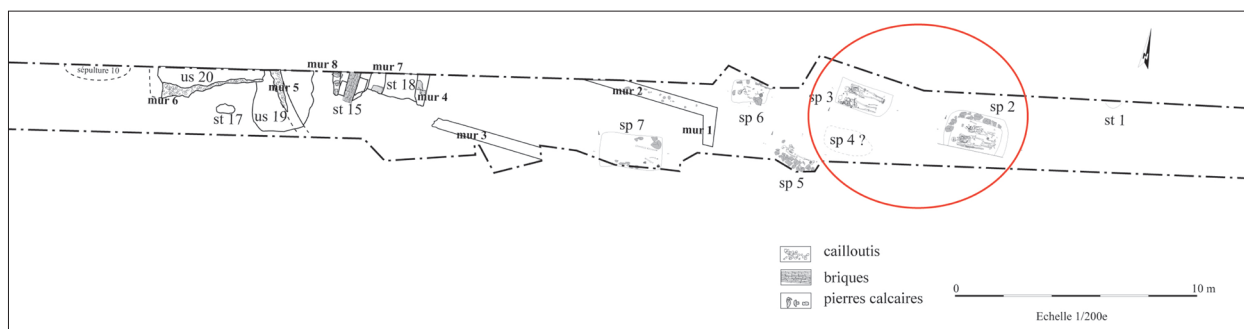 sépulture 10
us 20
mur 6
st 17
mur 5
us 19
mur 8
mur 7
st 18
st 15
mur 4
mur 3
mur 2
mur 1
sp 7
sp 6
sp 5
sp 3
sp 4 ?
sp 2
st 1
cailloutis
briques
pierres calcaires
0
10 m
Echelle 1/200e